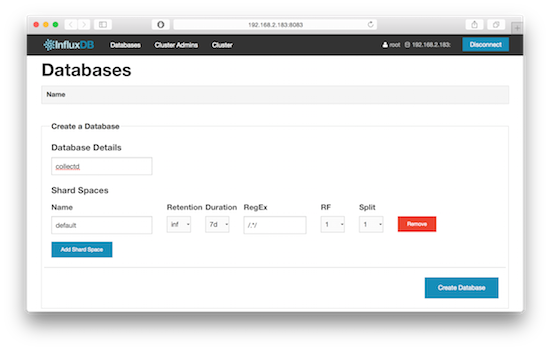 192.168.2.183:8083
InfluxDB Databases Cluster Admins Cluster root 192.168.2.183: Disconnect
Databases
Name
Create a Database
Database Details
collectd
Shard Spaces
Name Retention Duration RegEx RF Split
default inf 7d /.*/ 1 1 Remove
Add Shard Space
Create Database